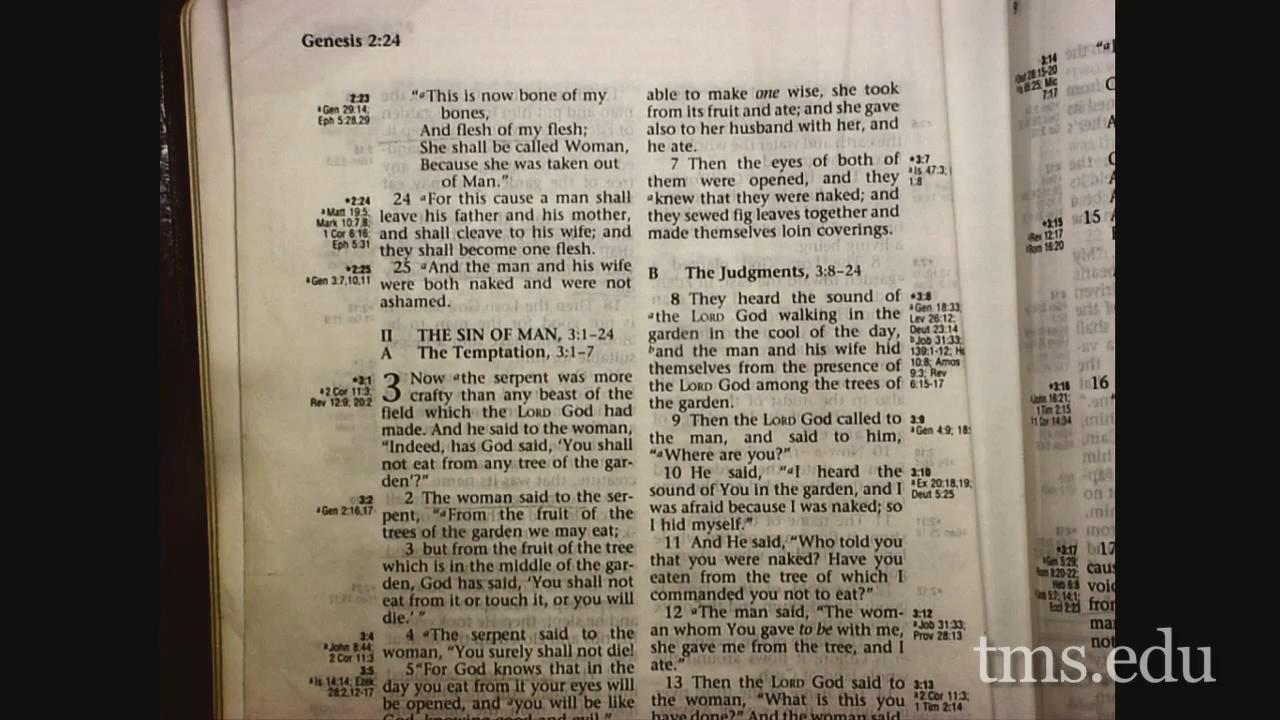 Genesis 2:24
2:23
a Gen 29:14;
Eph 5:28,29
"aThis is now bone of my
bones,
And flesh of my flesh;
She shall be called Woman,
Because she was taken out
of Man."
*2:24
a Matt 19:5;
Mark 10:7,8;
1 Cor 6:16;
Eph 5:31
24 aFor this cause a man shall
leave his father and his mother,
and shall cleave to his wife; and
they shall become one flesh.
*2:25
a Gen 3:7,10,11
25 aAnd the man and his wife
were both naked and were not
ashamed.
II THE SIN OF MAN, 3:1–24
A The Temptation, 3:1–7
*3:1
a 2 Cor 11:3;
Rev 12:9; 20:2
3 Now athe serpent was more
crafty than any beast of the
field which the LORD God had
made. And he said to the woman,
"Indeed, has God said, 'You shall
not eat from any tree of the gar-
den'?"
3:2
a Gen 2:16,17
2 The woman said to the ser-
pent, "aFrom the fruit of the
trees of the garden we may eat;
3 but from the fruit of the tree
which is in the middle of the gar-
den, God has said, 'You shall not
eat from it or touch it, or you will
die.' "
3:4
a John 8:44;
2 Cor 11:3
4 aThe serpent said to the
woman, "You surely shall not die!
3:5
a Is 14:14; Ezek
28:2,12-17
5 "For God knows that in the
day you eat from it your eyes will
be opened, and ayou will be like
God, knowing good and evil."
able to make one wise, she took
from its fruit and ate; and she gave
also to her husband with her, and
he ate.
7 Then the eyes of both of
them were opened, and they
aknew that they were naked; and
they sewed fig leaves together and
made themselves loin coverings.
*3:7
a Is 47:3;
1:8
B The Judgments, 3:8–24
8 They heard the sound of
athe LORD God walking in the
garden in the cool of the day,
band the man and his wife hid
themselves from the presence of
the LORD God among the trees of
the garden.
*3:8
a Gen 18:33;
Lev 26:12;
Deut 23:14
b Job 31:33;
139:1-12;
10:8; Amos
9:3; Rev
6:15-17
9 Then the LORD God called to
the man, and said to him,
"aWhere are you?"
3:9
a Gen 4:9; 18:
10 He said, "aI heard the
sound of You in the garden, and I
was afraid because I was naked; so
I hid myself."
3:10
a Ex 20:18,19;
Deut 5:25
11 And He said, "Who told you
that you were naked? Have you
eaten from the tree of which I
commanded you not to eat?"
12 aThe man said, "The wom-
an whom You gave to be with me,
she gave me from the tree, and I
ate."
3:12
a Job 31:33;
Prov 28:13
13 Then the LORD God said to
the woman, "What is this you
have done?" And the woman said,
3:13
a 2 Cor 11:3;
1 Tim 2:14
3:14
7:17
*3:15
Rev 12:17
Rom 16:20
15
*3:16
1 Tim 2:15
16
*3:17
17
cause
voic
from
man
not
tms.edu